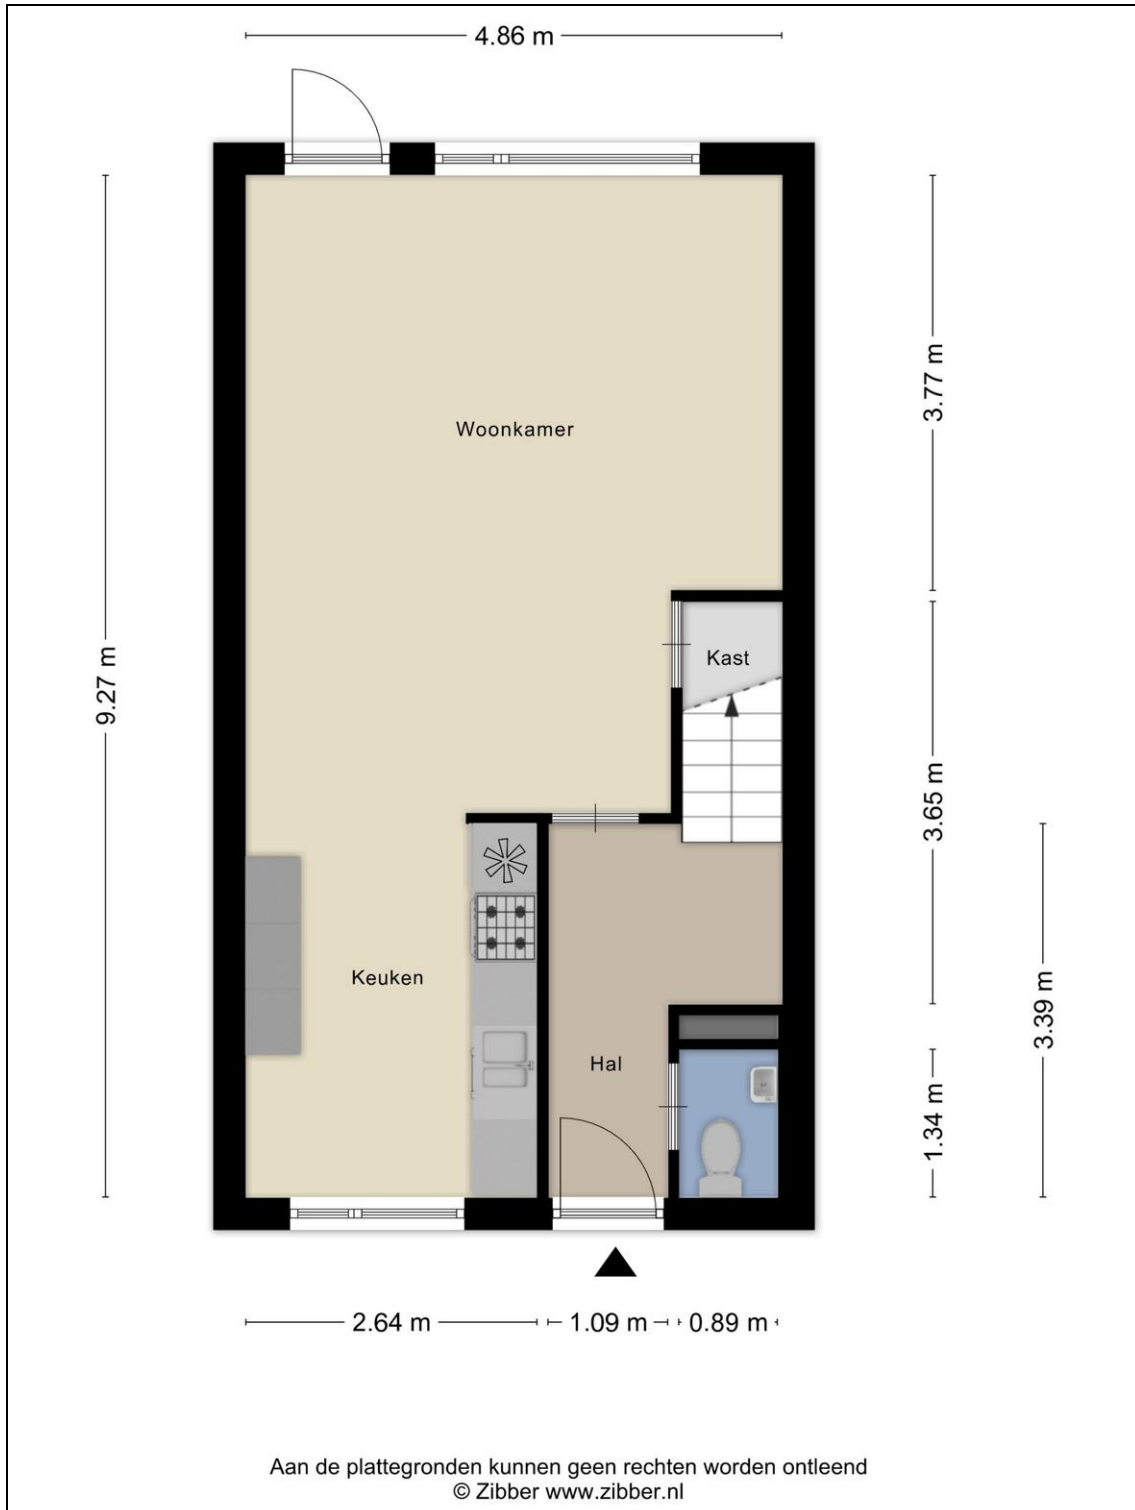 4.86 m
Woonkamer
3.77 m
Kast
9.27 m
3.65 m
Keuken
Hal
3.39 m
1.34 m
2.64 m
1.09 m
0.89 m
Aan de plattegronden kunnen geen rechten worden ontleend
© Zibber www.zibber.nl